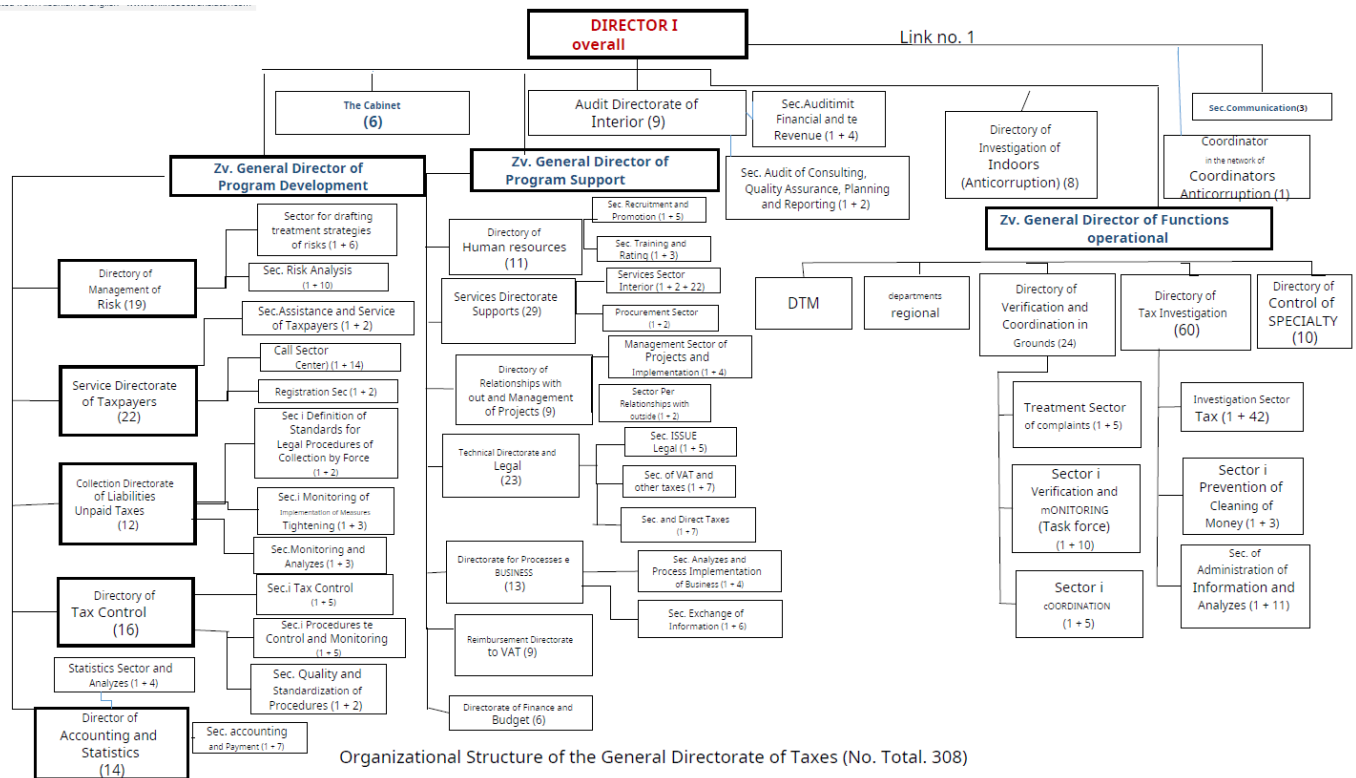 DIRECTOR I
overall
Link no. 1
The Cabinet
(6)
Audit Directorate of
Interior (9)
Sec.Auditimit
Financial and te
Revenue (1 + 4)
Sec. Audit of Consulting,
Quality Assurance, Planning
and Reporting (1 + 2)
Directory of
Investigation of
Indoors
(Anticorruption) (8)
Sec.Communication(3)
Coordinator
in the network of
Coordinators
Anticorruption (1)
Zv. General Director of
Program Development
Zv. General Director of
Program Support
Zv. General Director of Functions
operational
Directory of
Management of
Risk (19)
Sector for drafting
treatment strategies
of risks (1 + 6)
Sec. Risk Analysis
(1 + 10)
Service Directorate
of Taxpayers
(22)
Sec.Assistance and Service
of Taxpayers (1 + 2)
Call Sector
Center) (1 + 14)
Registration Sec (1 + 2)
Collection Directorate
of Liabilities
Unpaid Taxes
(12)
Sec i Definition of
Standards for
Legal Procedures of
Collection by Force
(1 + 2)
Sec.i Monitoring of
Implementation of Measures
Tightening (1 + 3)
Sec.Monitoring and
Analyzes (1 + 3)
Directory of
Tax Control
(16)
Sec.i Tax Control
(1 + 5)
Sec.i Procedures te
Control and Monitoring
(1 + 5)
Sec. Quality and
Standardization of
Procedures (1 + 2)
Statistics Sector and
Analyzes (1 + 4)
Director of
Accounting and
Statistics
(14)
Sec. accounting
and Payment (1 + 7)
Directory of
Human resources
(11)
Sec. Recruitment and
Promotion (1 + 5)
Sec. Training and
Rating (1 + 3)
Services Directorate
Supports (29)
Services Sector
Interior (1 + 2 + 22)
Procurement Sector
(1 + 2)
Directory of
Relationships with
out and Management
of Projects (9)
Management Sector of
Projects and
Implementation (1 + 4)
Sector Per
Relationships with
outside (1 + 2)
Technical Directorate and
Legal
(23)
Sec. ISSUE
Legal (1 + 5)
Sec. of VAT and
other taxes (1 + 7)
Sec. and Direct Taxes
(1 + 7)
Directorate for Processes e
BUSINESS
(13)
Sec. Analyzes and
Process Implementation
of Business (1 + 4)
Sec. Exchange of
Information (1 + 6)
Reimbursement Directorate
to VAT (9)
Directorate of Finance and
Budget (6)
DTM
departments
regional
Directory of
Verification and
Coordination in
Grounds (24)
Directory of
Tax Investigation
(60)
Directory of
Control of
SPECIALTY
(10)
Treatment Sector
of complaints (1 + 5)
Sector i
Verification and
mONITORING
(Task force)
(1 + 10)
Sector i
cOORDINATION
(1 + 5)
Investigation Sector
Tax (1 + 42)
Sector i
Prevention of
Cleaning of
Money (1 + 3)
Sec. of
Administration of
Information and
Analyzes (1 + 11)
Organizational Structure of the General Directorate of Taxes (No. Total. 308)